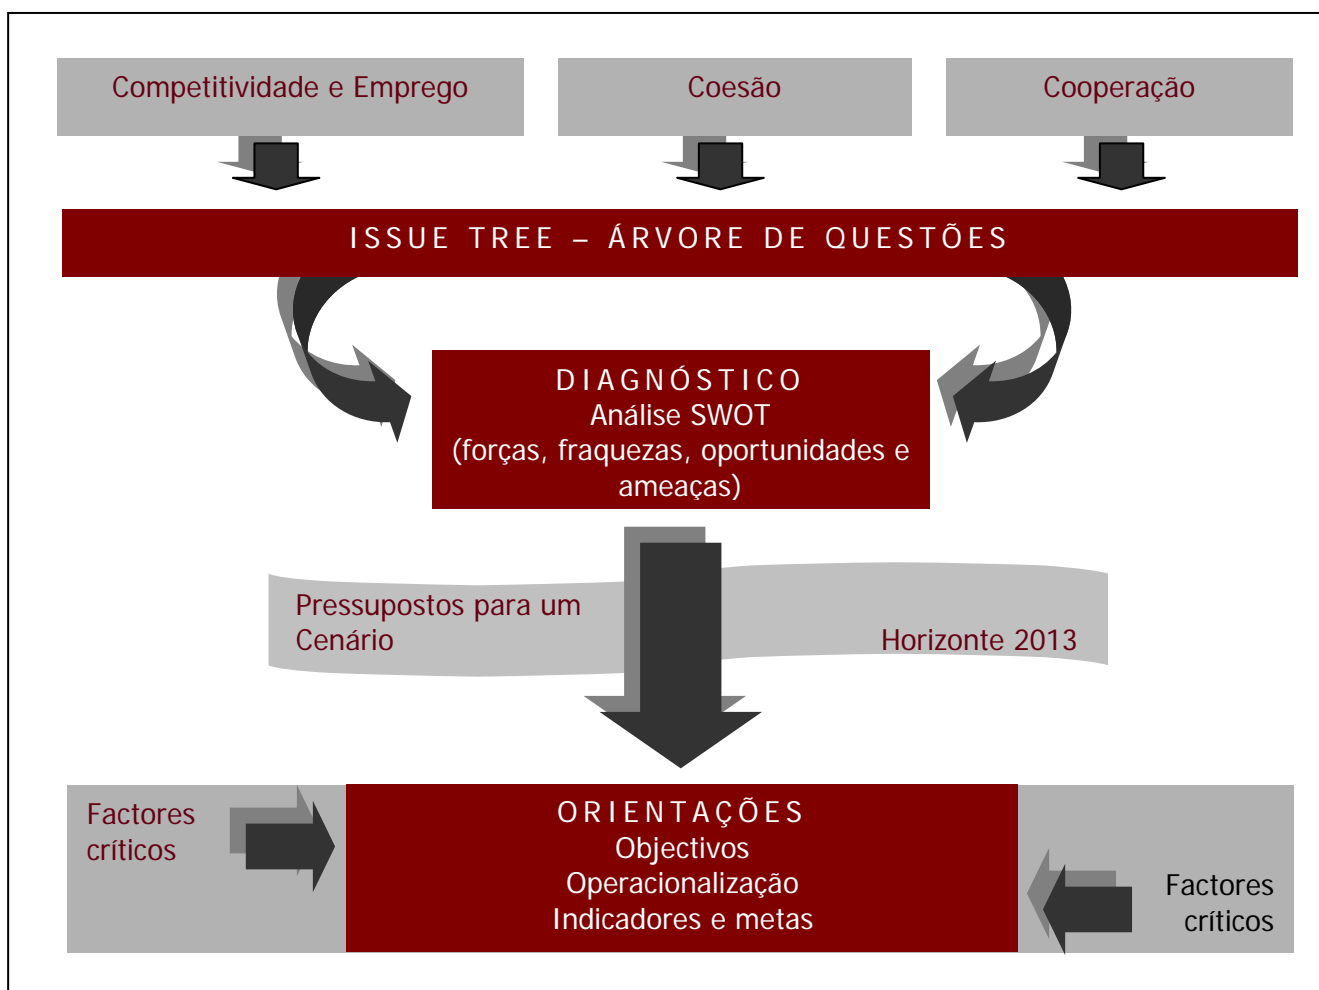 Competitividade e Emprego
Coesão
Cooperação
ISSUE TREE – ÁRVORE DE QUESTÕES
DIAGNÓSTICO
Análise SWOT
(forças, fraquezas, oportunidades e
ameaças)
Pressupostos para um
Cenário
Horizonte 2013
Factores
críticos
ORIENTAÇÕES
Objectivos
Operacionalização
Indicadores e metas
Factores
críticos